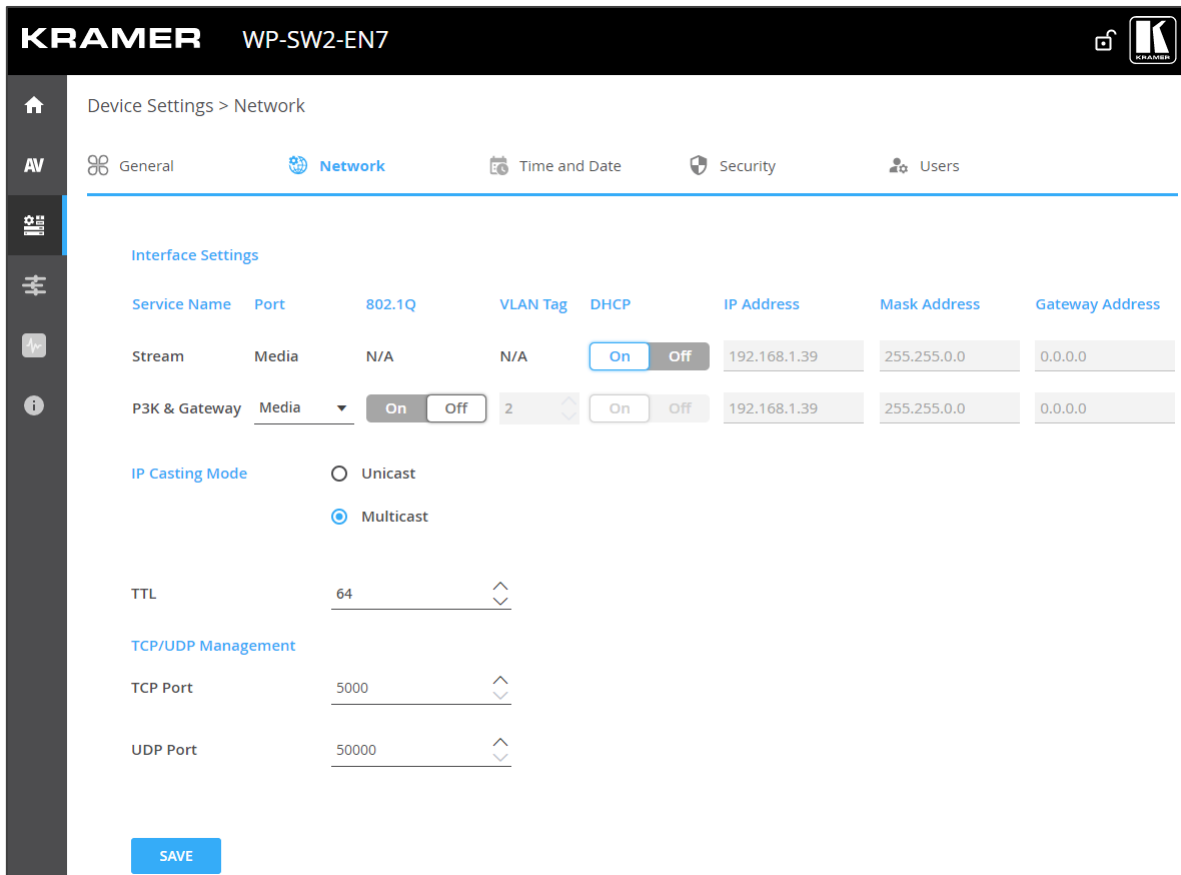 KRAMER WP-SW2-EN7
KRAMER
Device Settings > Network
AV
General Network Time and Date Security Users
Interface Settings
Service Name Port 802.1Q VLAN Tag DHCP IP Address Mask Address Gateway Address
Stream Media N/A N/A On Off 192.168.1.39 255.255.0.0 0.0.0.0
P3K & Gateway Media On Off 2 On Off 192.168.1.39 255.255.0.0 0.0.0.0
IP Casting Mode Unicast
Multicast
TTL 64
TCP/UDP Management
TCP Port 5000
UDP Port 50000
SAVE